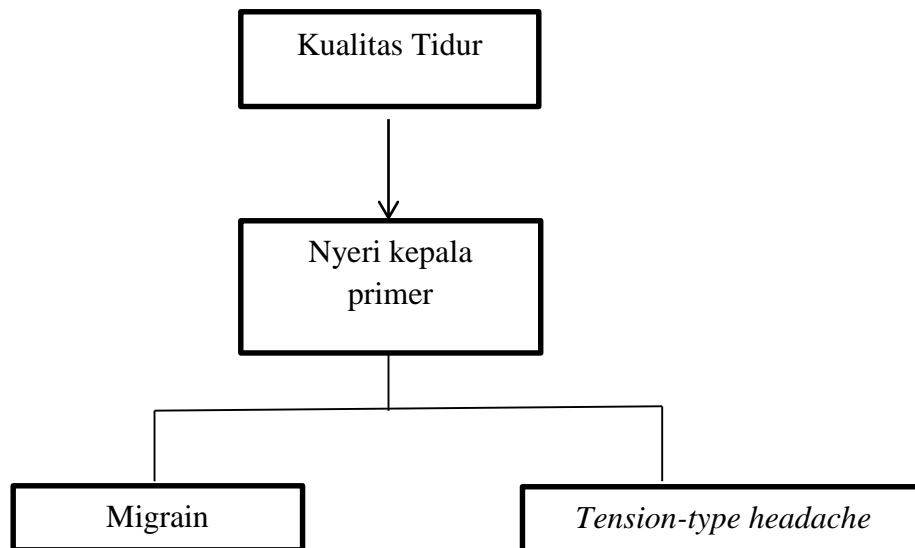 Kualitas Tidur
Nyeri kepala
primer
Migrain
Tension-type headache